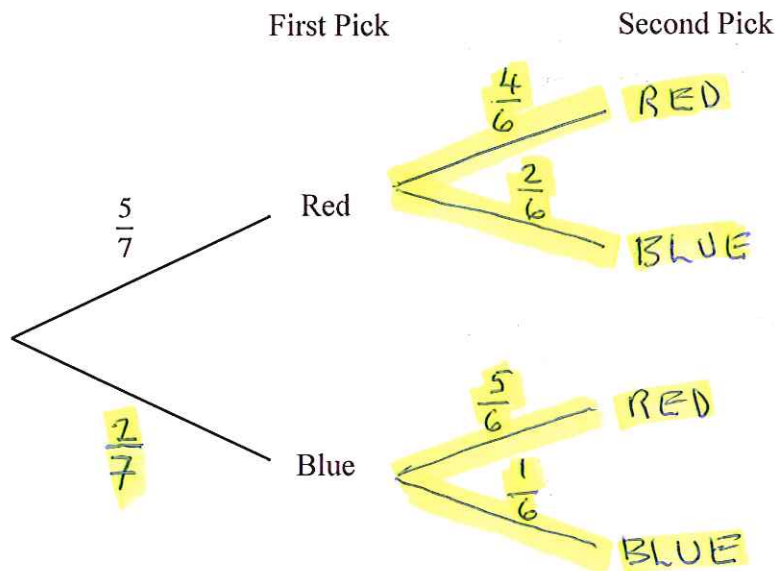 First Pick Second Pick
4/6 RED
2/6
5/7 Red
BLUE
5/6 RED
2/7 Blue
1/6
BLUE